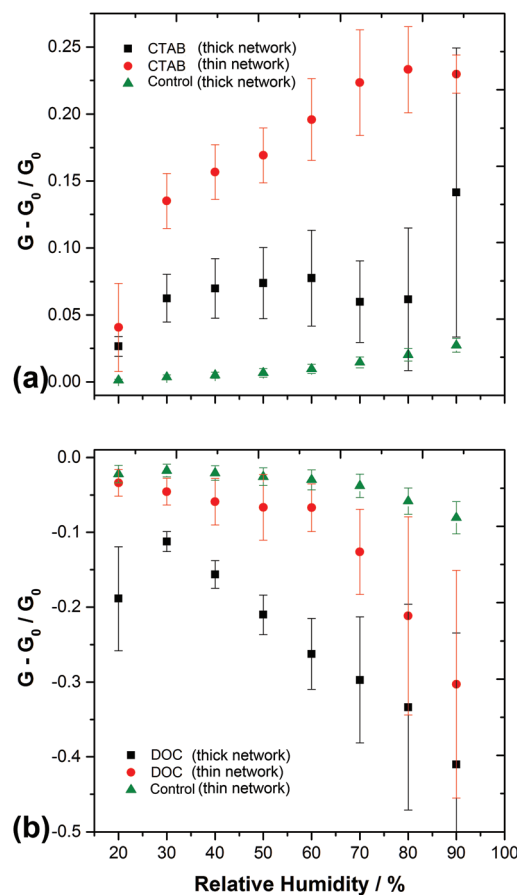 0.25
0.20
0.15
0.10
0.05
0.00
G - G0 / G0
CTAB (thick network)
CTAB (thin network)
Control (thick network)
(a)
0.0
-0.1
-0.2
-0.3
-0.4
-0.5
G - G0 / G0
DOC (thick network)
DOC (thin network)
Control (thin network)
(b)
20 30 40 50 60 70 80 90 100
Relative Humidity / %